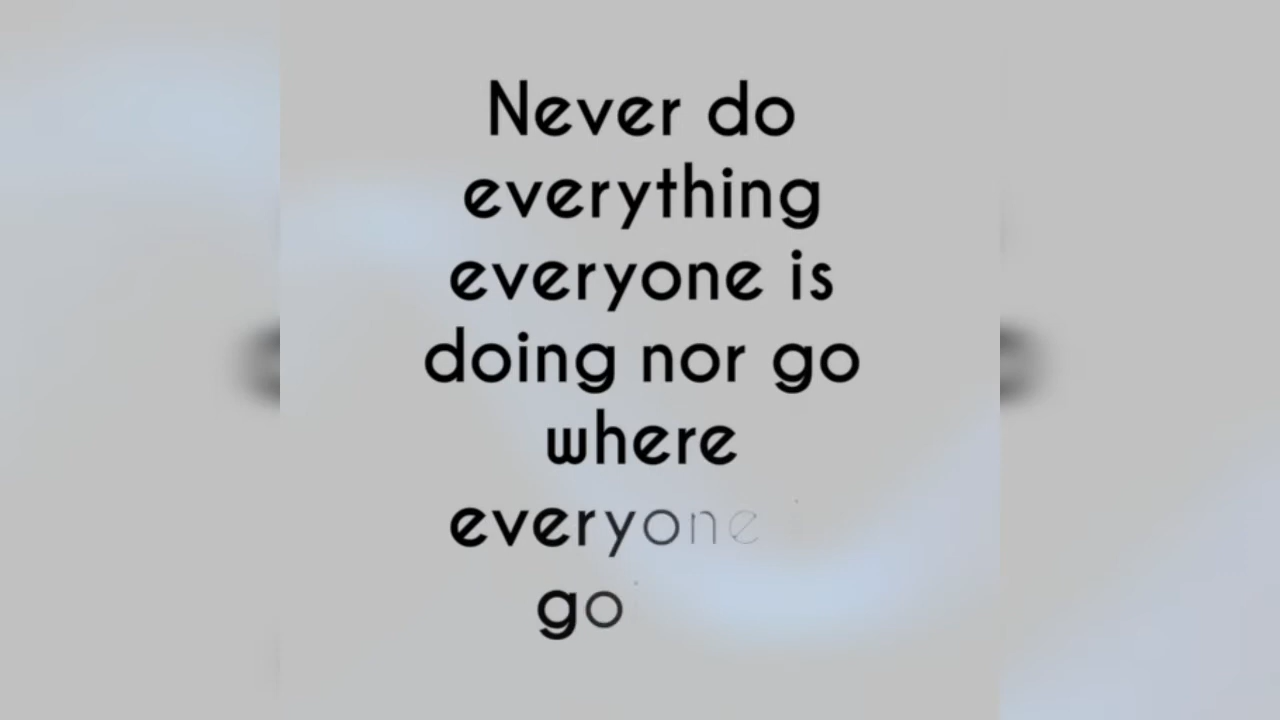 Never do
everything
everyone is
doing nor go
where
everyone
go